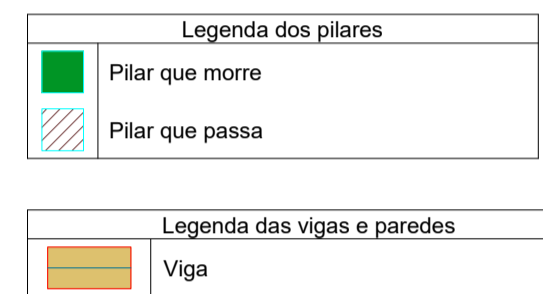 Legenda dos pilares
Pilar que morre
Pilar que passa
Legenda das vigas e paredes
Viga